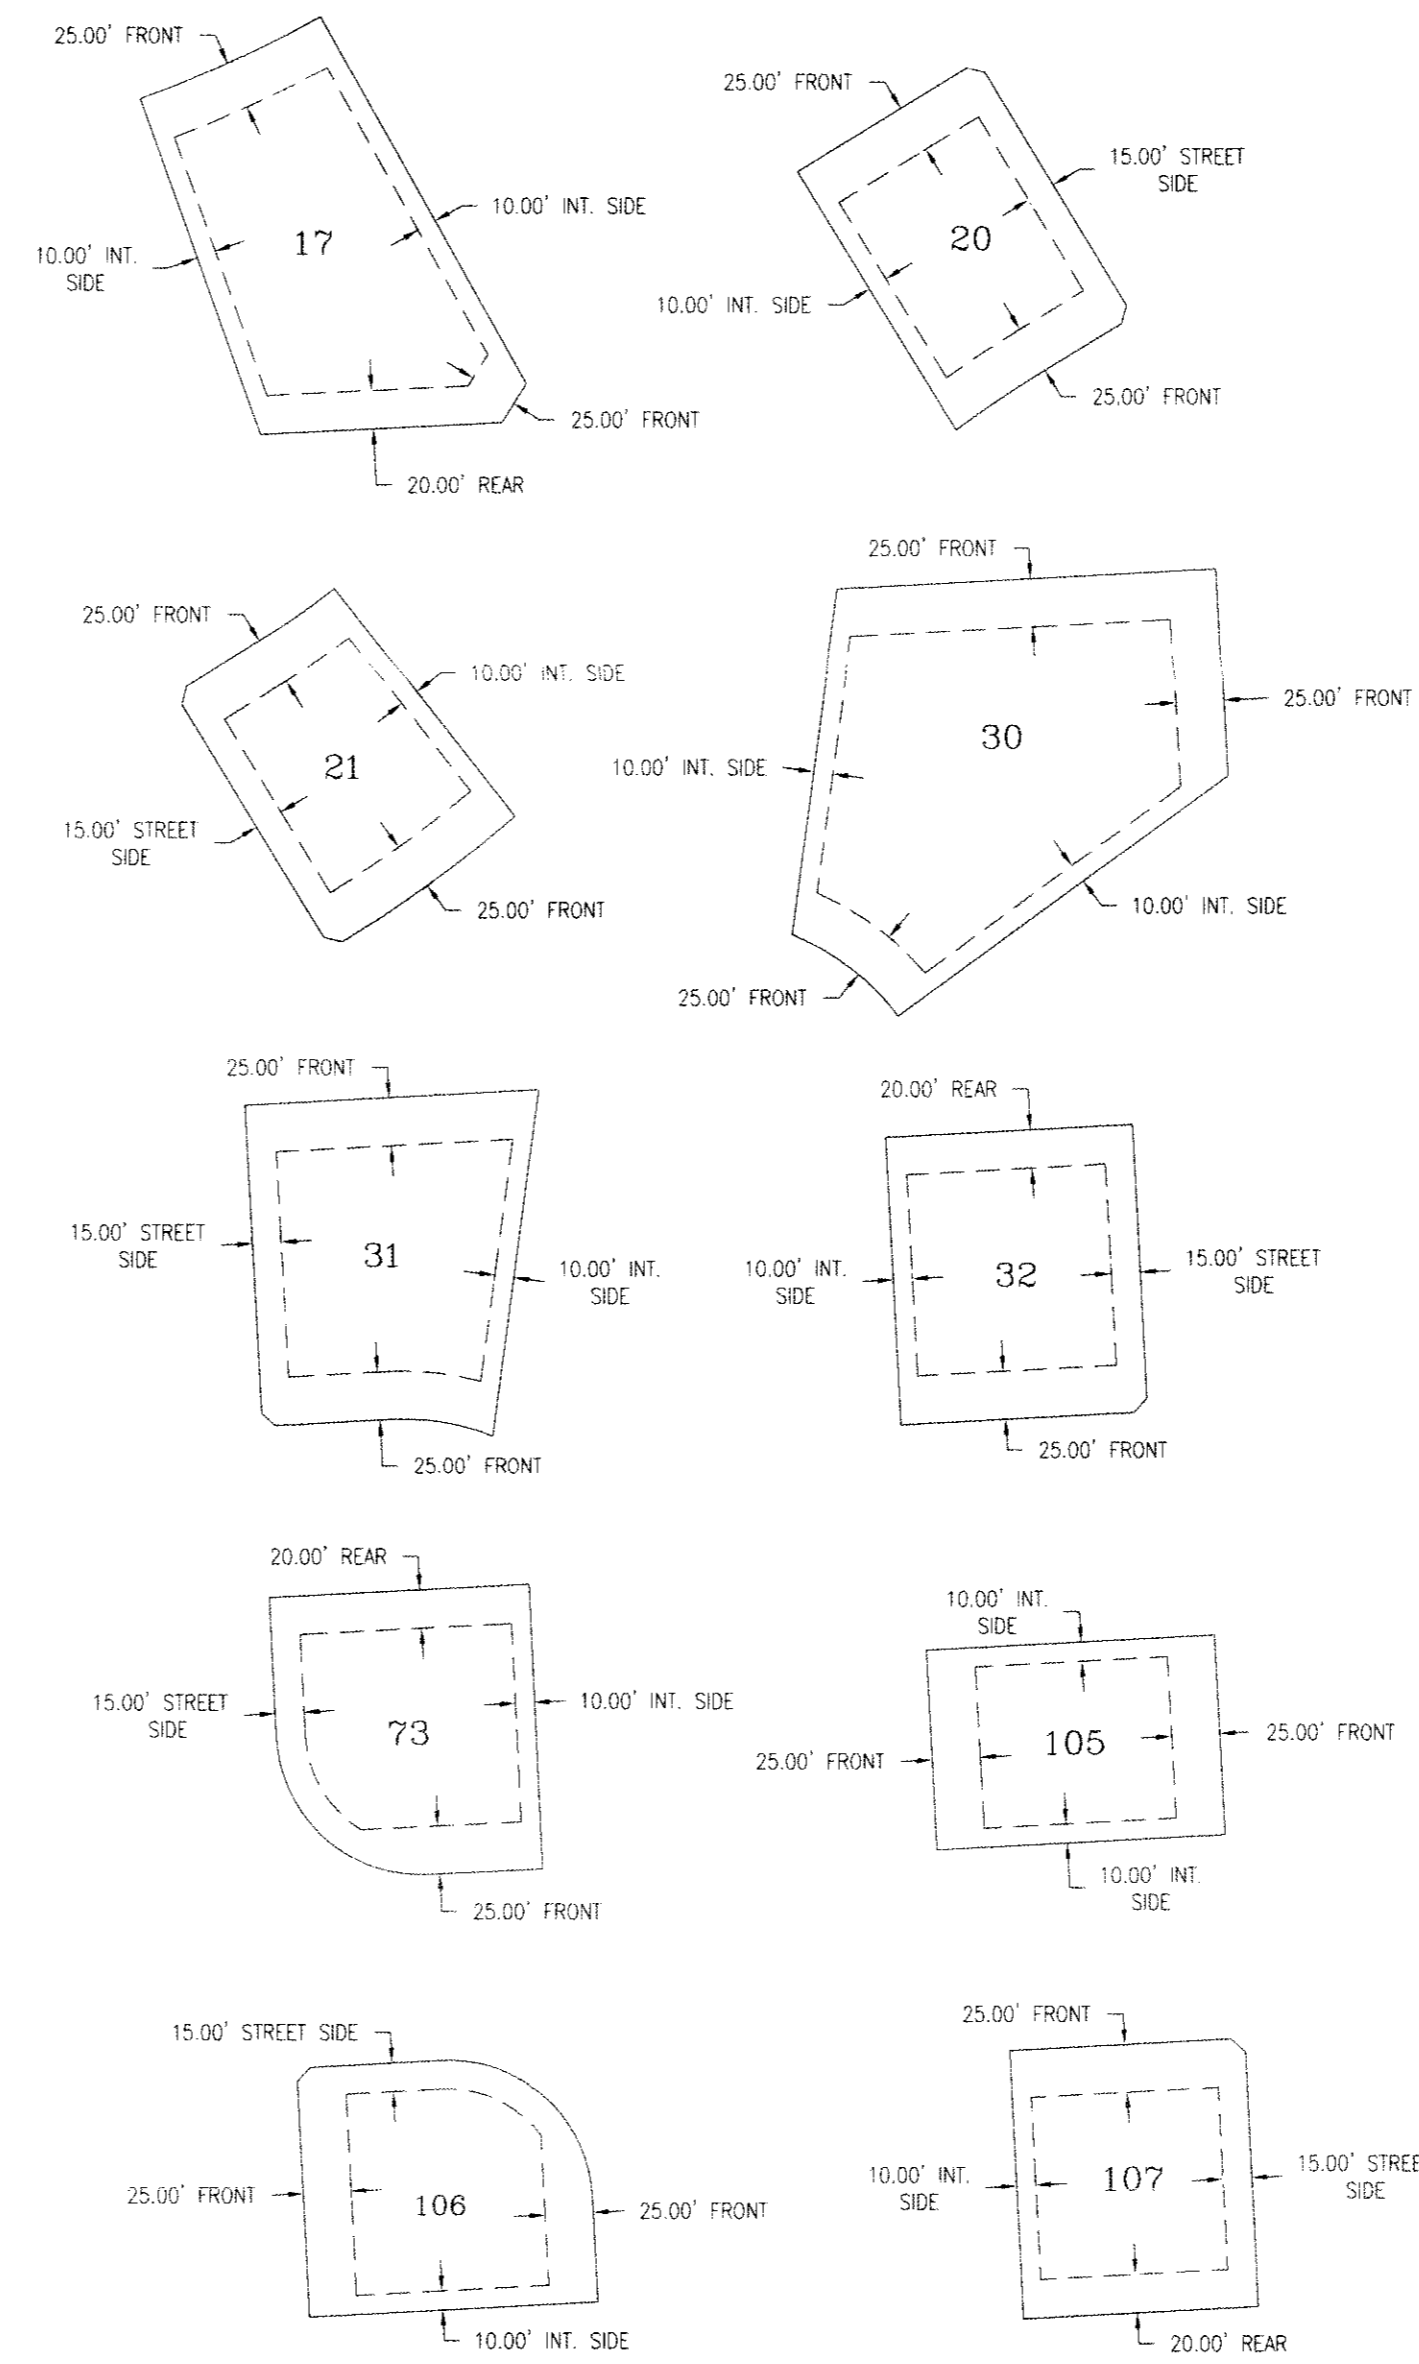 25.00' FRONT
10.00' INT. SIDE
17
10.00' INT.
SIDE
25.00' FRONT
20.00' REAR
25.00' FRONT
15.00' STREET
SIDE
20
10.00' INT. SIDE
25.00' FRONT
25.00' FRONT
10.00' INT. SIDE
21
15.00' STREET
SIDE
25.00' FRONT
25.00' FRONT
25.00' FRONT
30
10.00' INT. SIDE
10.00' INT. SIDE
25.00' FRONT
25.00' FRONT
15.00' STREET
SIDE
31
10.00' INT.
SIDE
25.00' FRONT
20.00' REAR
10.00' INT.
SIDE
32
15.00' STREET
SIDE
25.00' FRONT
20.00' REAR
15.00' STREET
SIDE
73
10.00' INT. SIDE
25.00' FRONT
10.00' INT.
SIDE
25.00' FRONT
105
25.00' FRONT
10.00' INT.
SIDE
15.00' STREET SIDE
25.00' FRONT
106
25.00' FRONT
10.00' INT. SIDE
25.00' FRONT
10.00' INT.
SIDE
107
15.00' STREE
SIDE
20.00' REAR